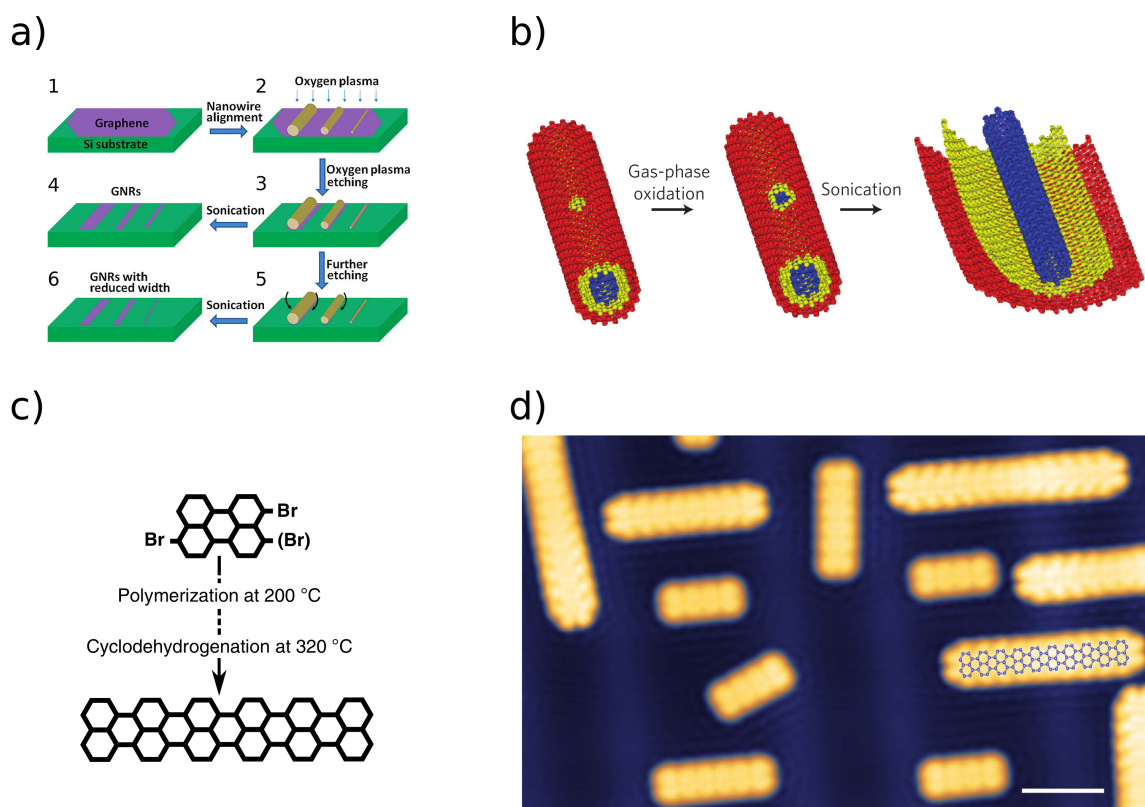 a)
1
2
Oxygen plasma
Graphene
Nanowire
alignment
Si substrate
Oxygen plasma
etching
4
GNRs
3
Sonication
Further
etching
6
GNRs with
reduced width
5
Sonication
b)
Gas-phase
oxidation
Sonication
c)
Br
Br
(Br)
Polymerization at 200 °C
Cyclodehydrogenation at 320 °C
d)